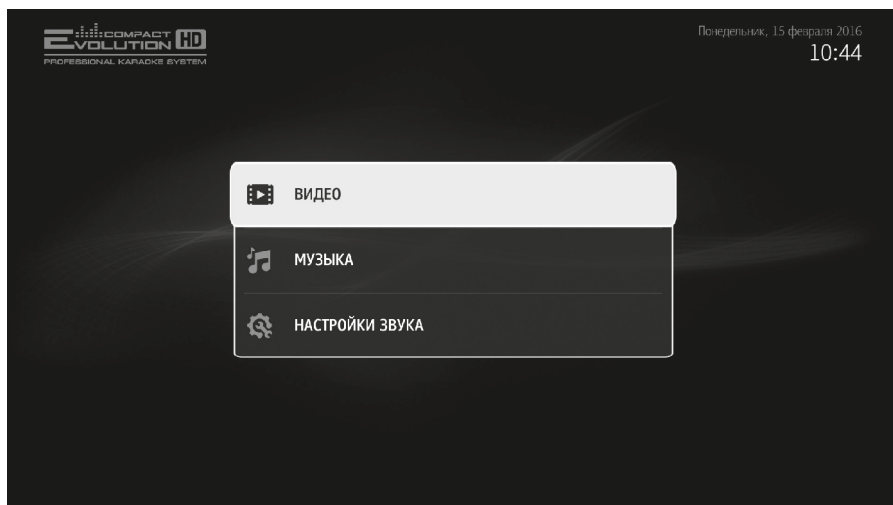 EVOLUTION COMPACT HD
PROFESSIONAL KARAOKE SYSTEM
Понедельник, 15 февраля 2016
10:44
ВИДЕО
МУЗЫКА
НАСТРОЙКИ ЗВУКА